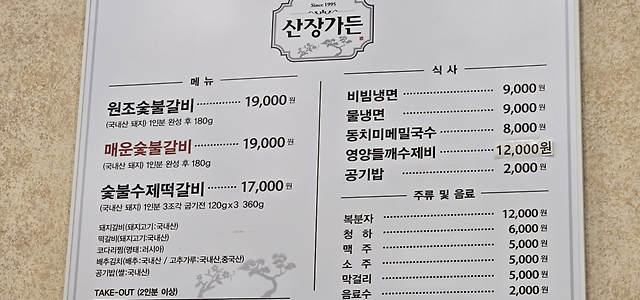 Since 1995
산장가든
메뉴
원조숯불갈비 19,000원
(국내산 돼지) 1인분 완성 후 180g
매운숯불갈비 19,000원
(국내산 돼지) 1인분 완성 후 180g
숯불수제떡갈비 17,000원
(국내산 돼지) 1인분 3조각 굽기전 120g x 3 360g
돼지갈비(돼지고기:국내산)
떡갈비(돼지고기:국내산)
코다리찜(명태:러시아)
배추김치(배추:국내산 / 고추가루:국내산,중국산)
공기밥(쌀:국내산)
TAKE-OUT (2인분 이상)
식사
비빔냉면 9,000원
물냉면 9,000원
동치미메밀국수 8,000원
영양들깨수제비 12,000원
공기밥 2,000원
주류 및 음료
복분자 12,000원
청하 6,000원
맥주 5,000원
소주 5,000원
막걸리 5,000원
음료수 2,000원